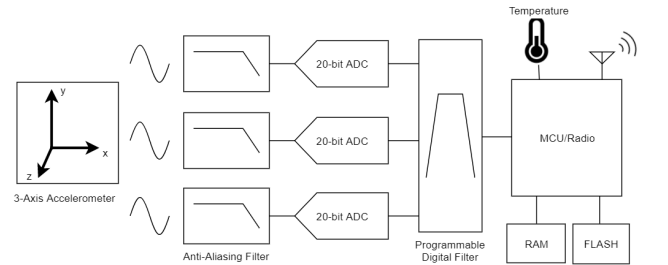 Temperature
y
x
z
3-Axis Accelerometer
20-bit ADC
20-bit ADC
20-bit ADC
Anti-Aliasing Filter
Programmable
Digital Filter
MCU/Radio
RAM
FLASH